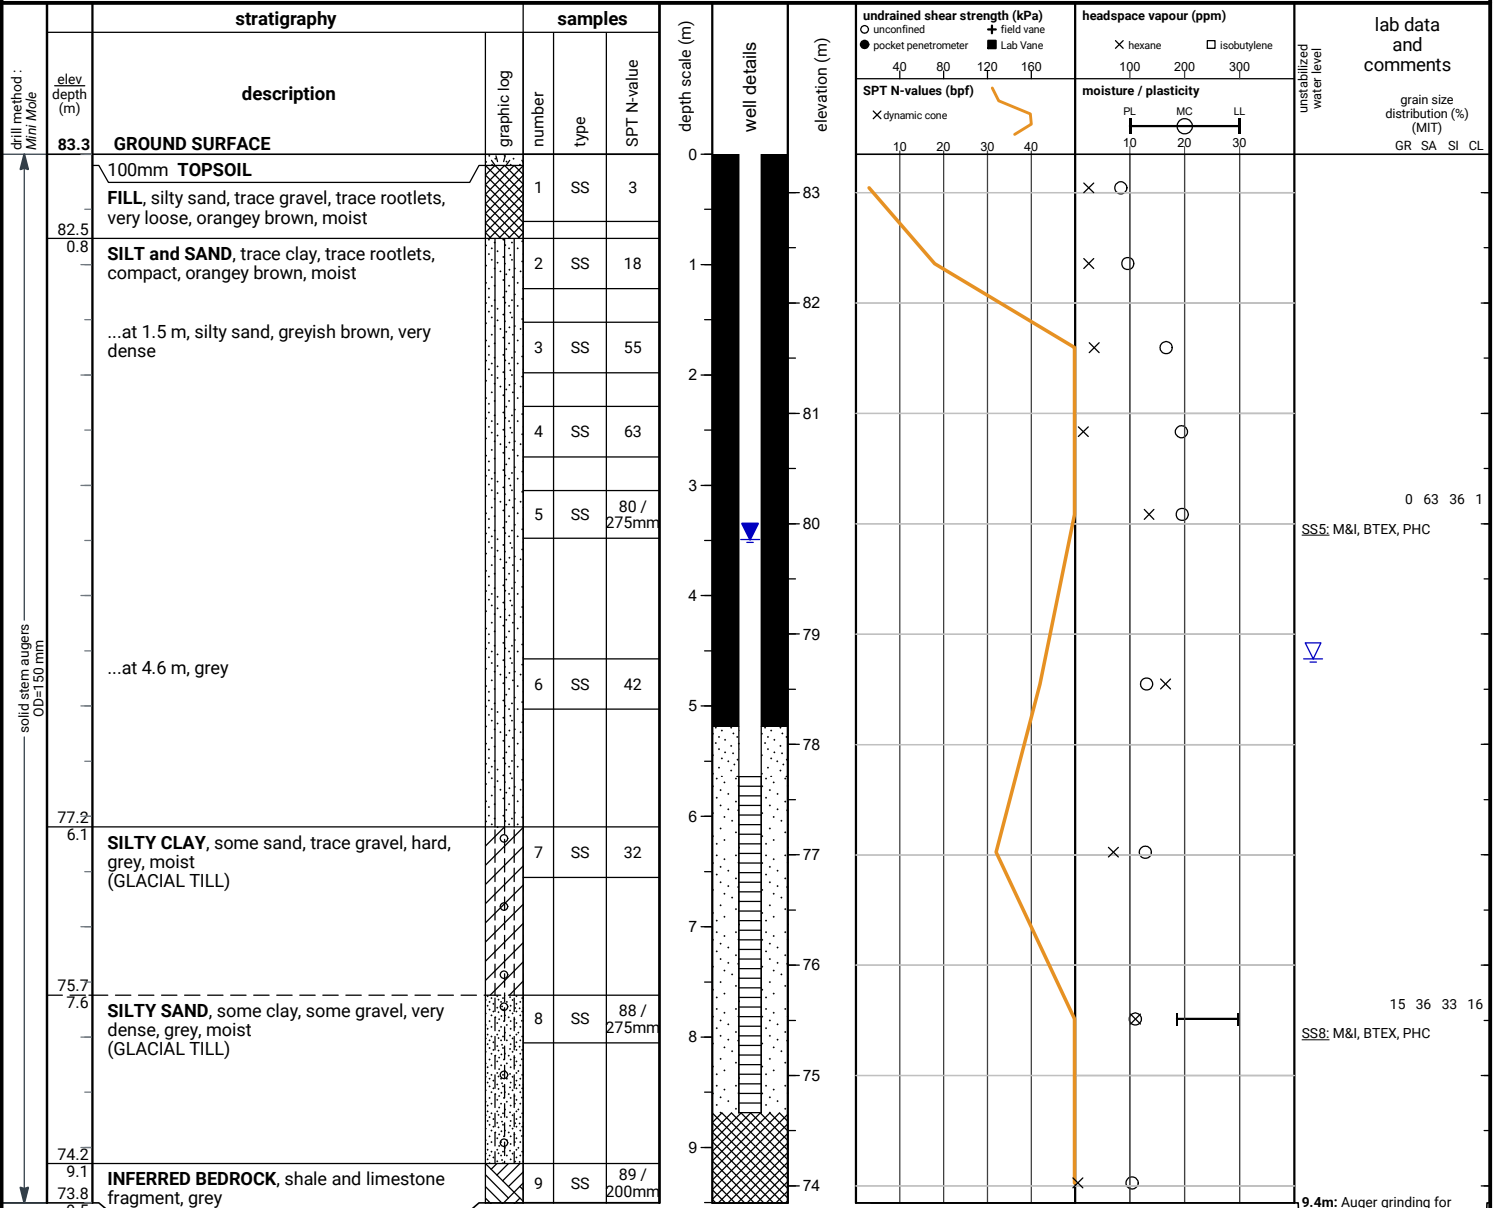 stratigraphy
samples
drill method :
Mini Mole
elev
depth
(m)
description
graphic log
number
type
SPT N-value
depth scale (m)
well details
elevation (m)
undrained shear strength (kPa)
unconfined
field vane
pocket penetrometer
Lab Vane
40 80 120 160
SPT N-values (bpf)
dynamic cone
10 20 30 40
headspace vapour (ppm)
hexane
isobutylene
100 200 300
moisture / plasticity
PL MC LL
10 20 30
unstabilized
water level
lab data
and
comments
grain size
distribution (%)
(MIT)
GR SA SI CL
83.3 GROUND SURFACE
100mm TOPSOIL
FILL, silty sand, trace gravel, trace rootlets,
very loose, orangey brown, moist
82.5
0.8
SILT and SAND, trace clay, trace rootlets,
compact, orangey brown, moist
...at 1.5 m, silty sand, greyish brown, very
dense
...at 4.6 m, grey
77.2
6.1
SILTY CLAY, some sand, trace gravel, hard,
grey, moist
(GLACIAL TILL)
75.7
7.6
SILTY SAND, some clay, some gravel, very
dense, grey, moist
(GLACIAL TILL)
74.2
9.1
INFERRED BEDROCK, shale and limestone
fragment, grey
73.8
solid stem augers
OD=150 mm
1 SS 3
2 SS 18
3 SS 55
4 SS 63
5 SS 80 /
275mm
6 SS 42
7 SS 32
8 SS 88 /
275mm
9 SS 89 /
200mm
0
1
2
3
4
5
6
7
8
9
83
82
81
80
79
78
77
76
75
74
0 63 36 1
SS5: M&I, BTEX, PHC
15 36 33 16
SS8: M&I, BTEX, PHC
9.4m: Auger grinding for